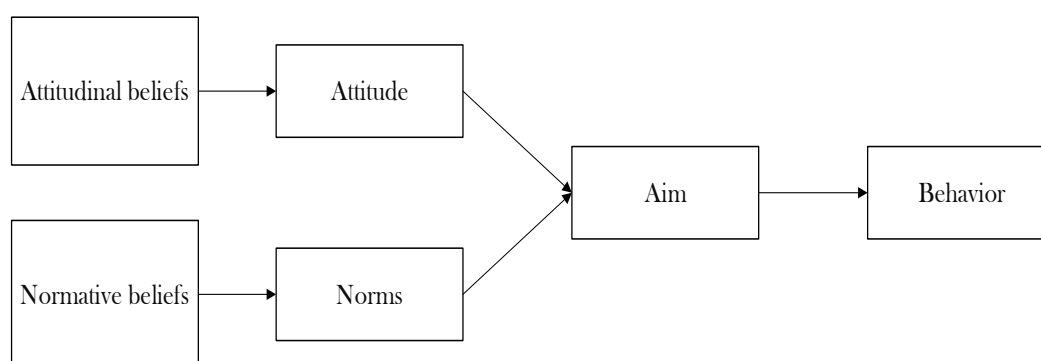 Attitudinal beliefs
Attitude
Aim
Behavior
Normative beliefs
Norms